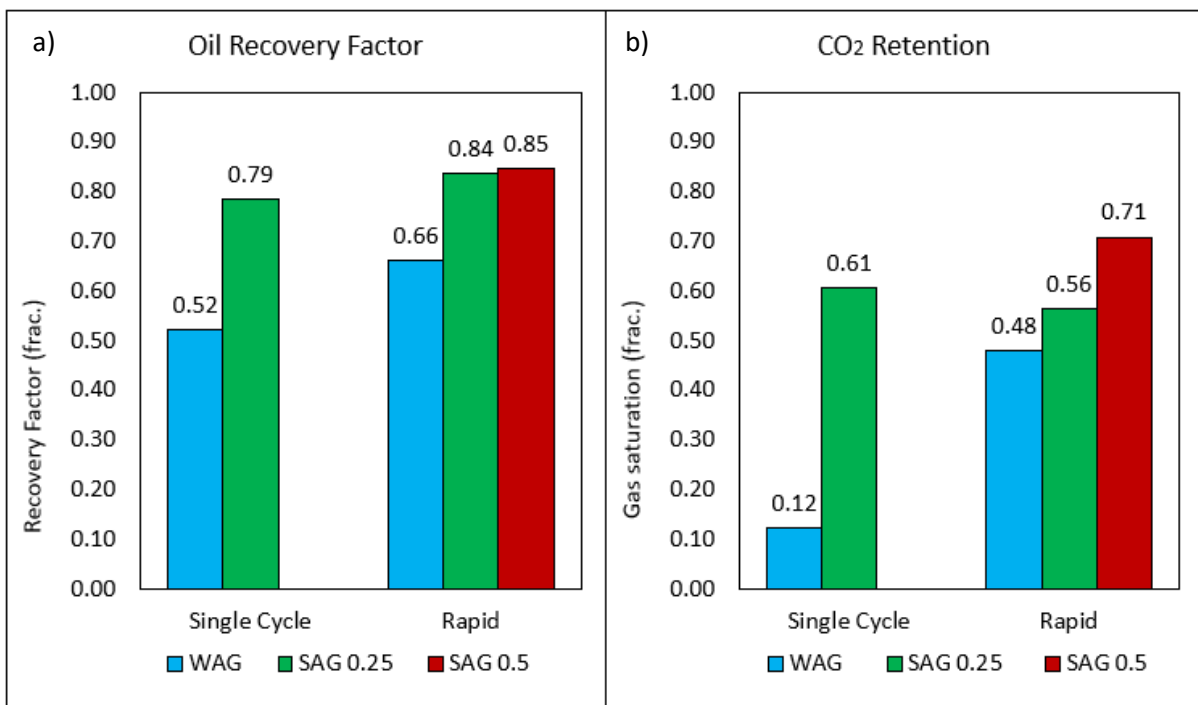 a)
Oil Recovery Factor
Recovery Factor (frac.)
1.00
0.90
0.80
0.70
0.60
0.50
0.40
0.30
0.20
0.10
0.00
0.52
0.79
0.66
0.84
0.85
Single Cycle
Rapid
WAG
SAG 0.25
SAG 0.5
b)
CO₂ Retention
Gas saturation (frac.)
1.00
0.90
0.80
0.70
0.60
0.50
0.40
0.30
0.20
0.10
0.00
0.12
0.61
0.48
0.56
0.71
Single Cycle
Rapid
WAG
SAG 0.25
SAG 0.5